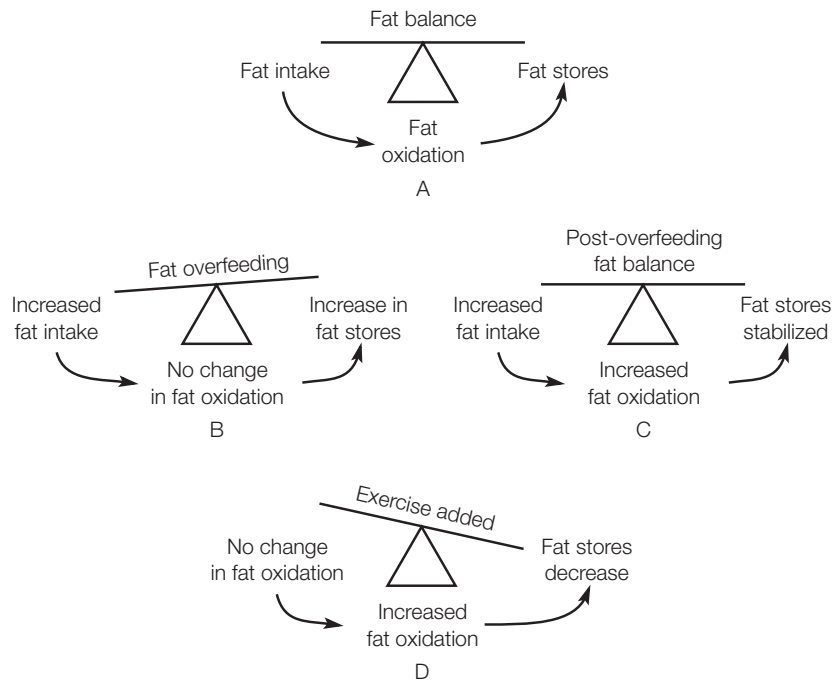 Fat balance
Fat intake
Fat stores
Fat
oxidation
A
Fat overfeeding
Increased
fat intake
Increase in
fat stores
No change
in fat oxidation
B
Post-overfeeding
fat balance
Increased
fat intake
Fat stores
stabilized
Increased
fat oxidation
C
Exercise added
No change
in fat oxidation
Fat stores
decrease
Increased
fat oxidation
D